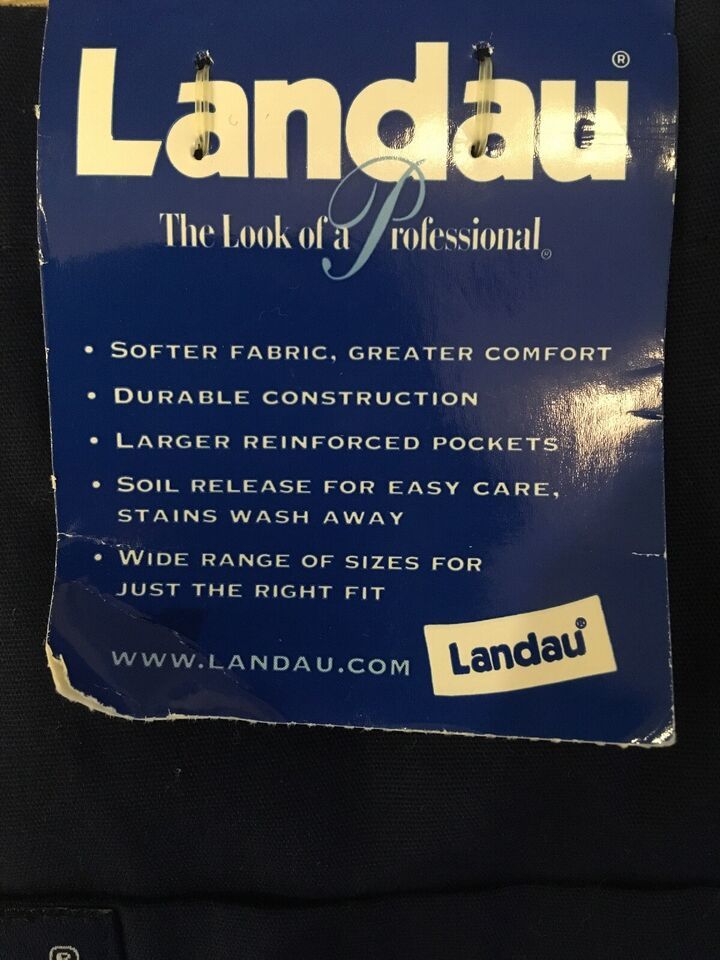 Landau®
The Look of a Professional®
• SOFTER FABRIC, GREATER COMFORT
• DURABLE CONSTRUCTION
• LARGER REINFORCED POCKETS
• SOIL RELEASE FOR EASY CARE,
STAINS WASH AWAY
• WIDE RANGE OF SIZES FOR
JUST THE RIGHT FIT
WWW.LANDAU.COM
Landau®
®